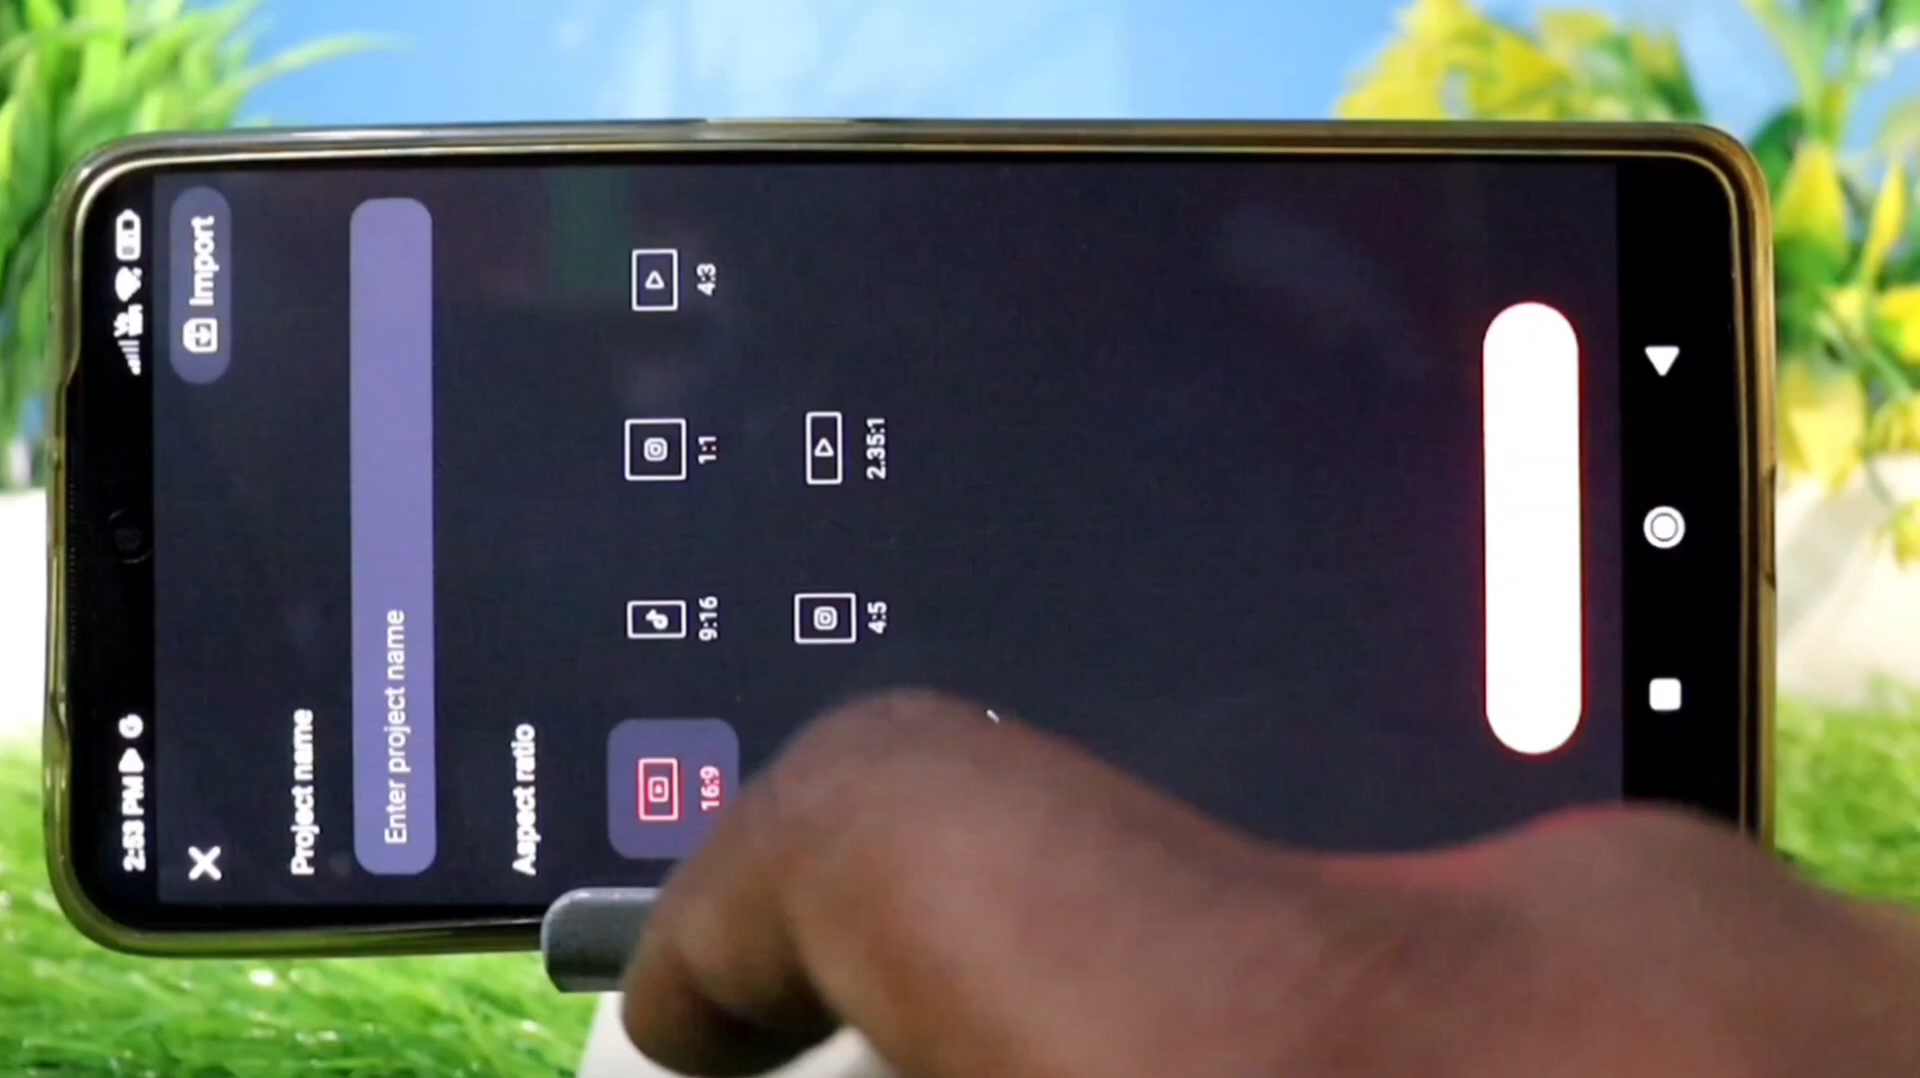 2:53 PM
Import
Project name
Enter project name
Aspect ratio
16:9
9:16
1:1
4:3
4:5
2.35:1